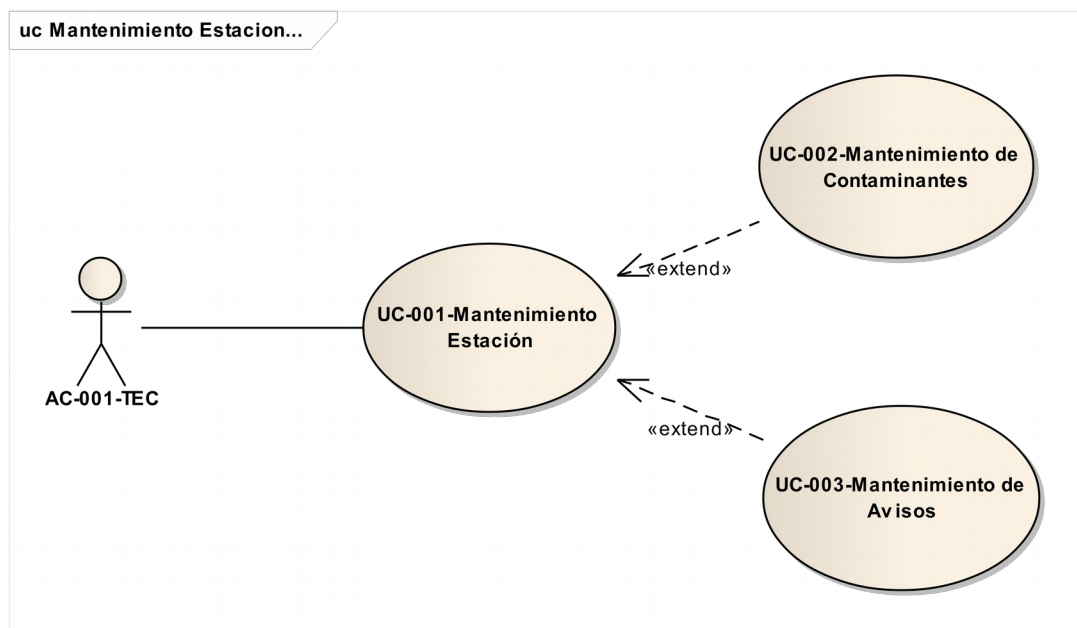 uc Mantenimiento Estacion...
UC-002-Mantenimiento de
Contaminantes
«extend»
UC-001-Mantenimiento
Estación
AC-001-TEC
«extend»
UC-003-Mantenimiento de
Avisos